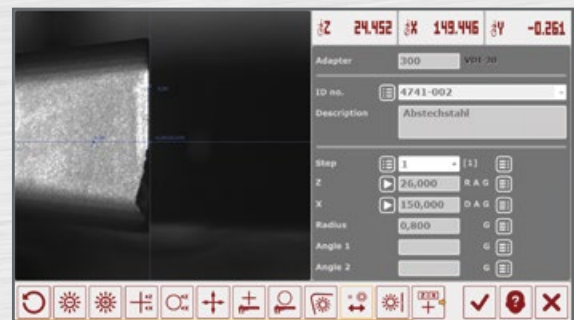 Z 24.452 X 149.446 Y -0.261
Adapter 300 VDI 30
ID no. 4741-002
Description Abstechstahl
Step 1 [1]
Z 26,000 R A G
X 150,000 D A G
Radius 0,800 G
Angle 1 G
Angle 2 G